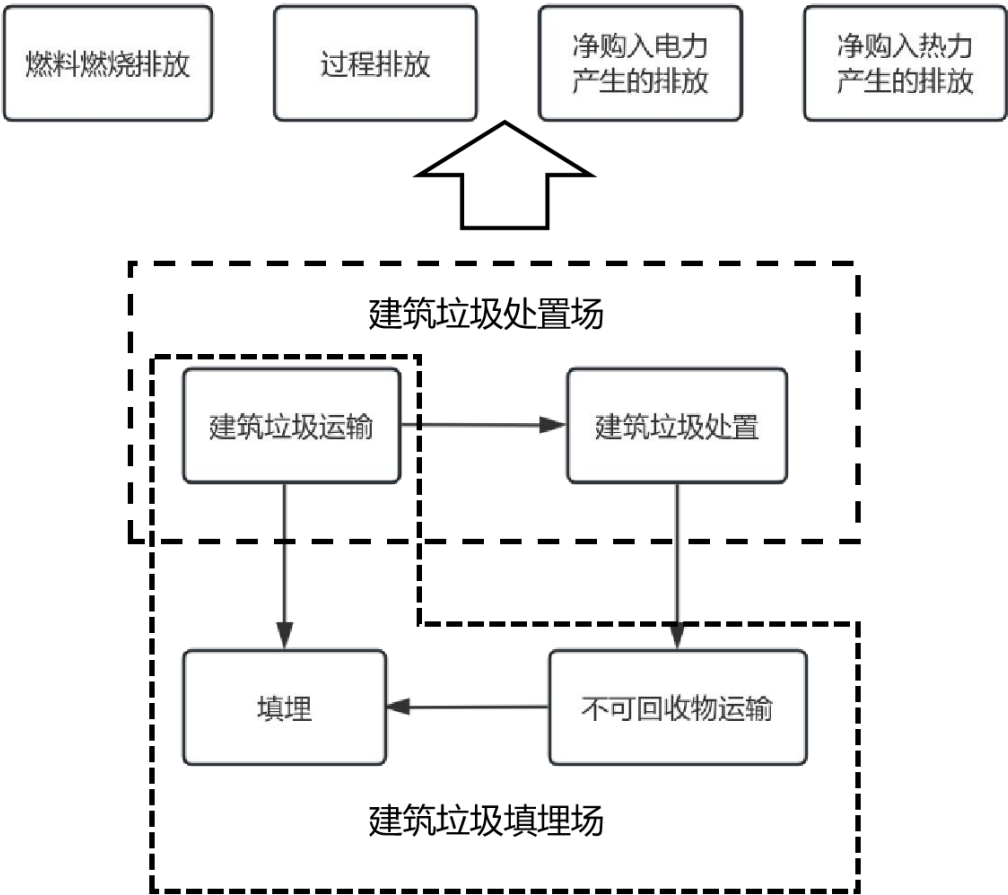 燃料燃烧排放
过程排放
净购入电力
产生的排放
净购入热力
产生的排放
建筑垃圾处置场
建筑垃圾运输
建筑垃圾处置
填埋
不可回收物运输
建筑垃圾填埋场